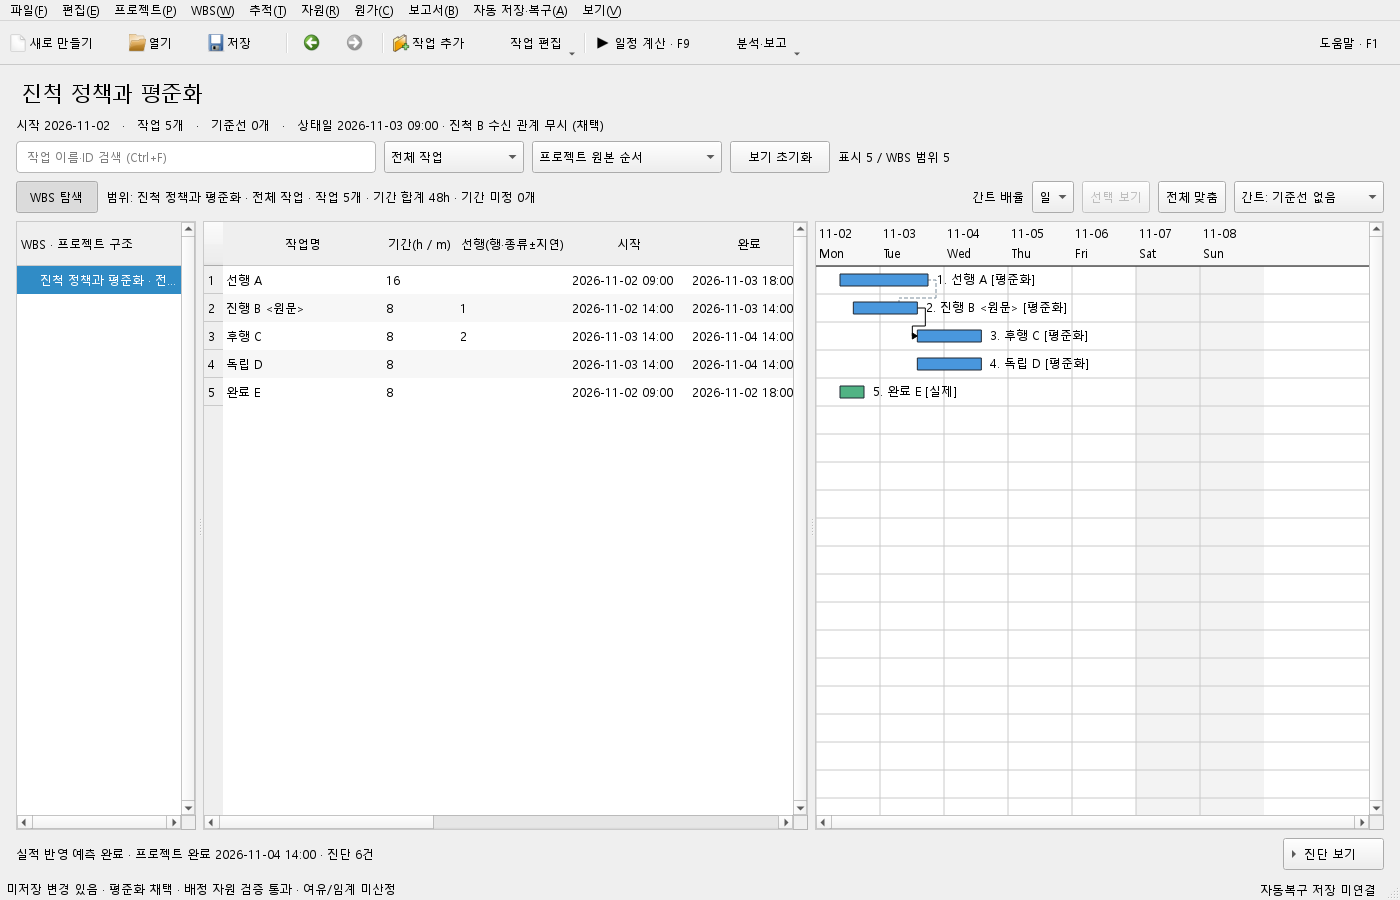 파일(F) 편집(E) 프로젝트(P) WBS(W) 추적(T) 자원(R) 원가(C) 보고서(B) 자동 저장·복구(A) 보기(V)
새로 만들기 열기 저장 작업 추가 작업 편집 일정 계산 · F9 분석·보고 도움말 · F1
진척 정책과 평준화
시작 2026-11-02 · 작업 5개 · 기준선 0개 · 상태일 2026-11-03 09:00 · 진척 B 수신 관계 무시 (채택)
작업 이름·ID 검색 (Ctrl+F) 전체 작업 프로젝트 원본 순서 보기 초기화 표시 5 / WBS 범위 5
WBS 탐색 범위: 진척 정책과 평준화 · 전체 작업 · 작업 5개 · 기간 합계 48h · 기간 미정 0개 간트 배율 일 선택 보기 전체 맞춤 간트: 기준선 없음
WBS · 프로젝트 구조
진척 정책과 평준화 · 전...
작업명 기간(h / m) 선행(행·종류±지연) 시작 완료
1 선행 A 16 2026-11-02 09:00 2026-11-03 18:00
2 진행 B <원문> 8 1 2026-11-02 14:00 2026-11-03 14:00
3 후행 C 8 2 2026-11-03 14:00 2026-11-04 14:00
4 독립 D 8 2026-11-03 14:00 2026-11-04 14:00
5 완료 E 8 2026-11-02 09:00 2026-11-02 18:00
11-02 11-03 11-04 11-05 11-06 11-07 11-08
Mon Tue Wed Thu Fri Sat Sun
1. 선행 A [평준화]
2. 진행 B <원문> [평준화]
3. 후행 C [평준화]
4. 독립 D [평준화]
5. 완료 E [실제]
실적 반영 예측 완료 · 프로젝트 완료 2026-11-04 14:00 · 진단 6건 진단 보기
미저장 변경 있음 · 평준화 채택 · 배정 자원 검증 통과 · 여유/임계 미산정 자동복구 저장 미연결